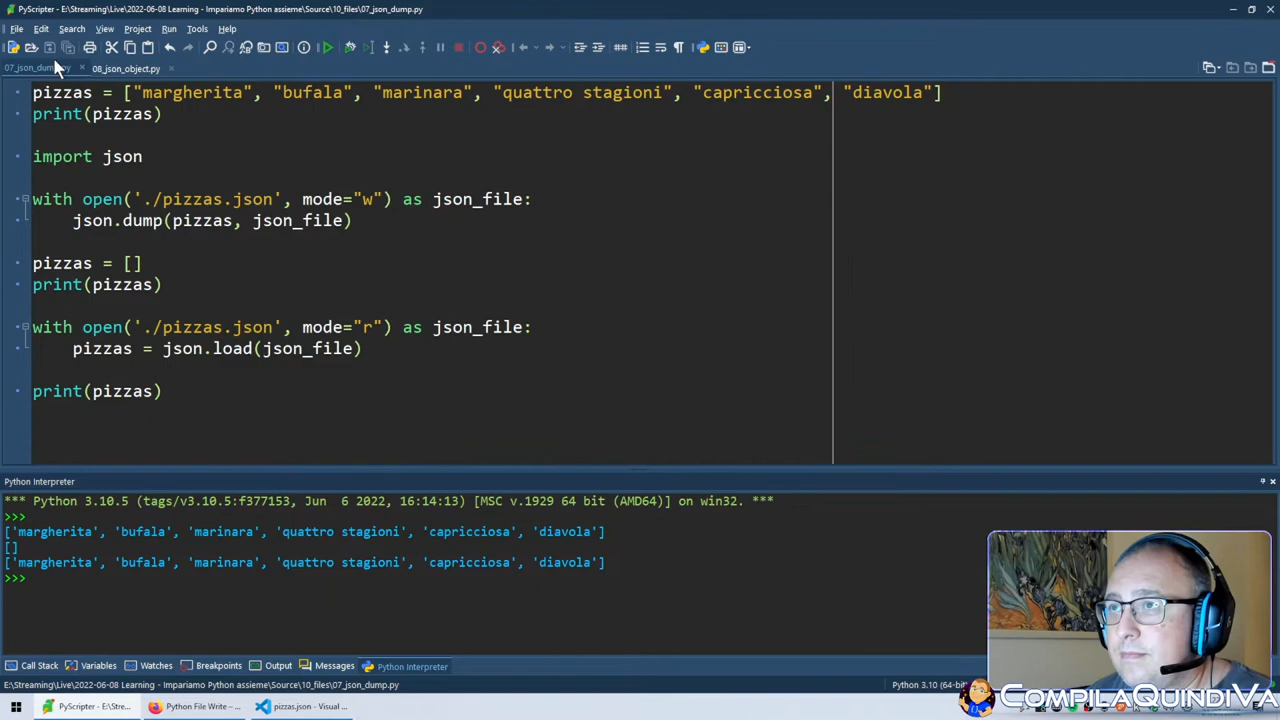 PyScripter - E:\Streaming\Live\2022-06-08 Learning - Impariamo Python assieme\Source\10_files\07_json_dump.py
File Edit Search View Project Run Tools Help
07_json_dump.py 08_json_object.py
pizzas = ["margherita", "bufala", "marinara", "quattro stagioni", "capricciosa", "diavola"]
print(pizzas)
import json
with open('./pizzas.json', mode="w") as json_file:
json.dump(pizzas, json_file)
pizzas = []
print(pizzas)
with open('./pizzas.json', mode="r") as json_file:
pizzas = json.load(json_file)
print(pizzas)
Python Interpreter
*** Python 3.10.5 (tags/v3.10.5:f377153, Jun 6 2022, 16:14:13) [MSC v.1929 64 bit (AMD64)] on win32. ***
>>>
['margherita', 'bufala', 'marinara', 'quattro stagioni', 'capricciosa', 'diavola']
[]
['margherita', 'bufala', 'marinara', 'quattro stagioni', 'capricciosa', 'diavola']
>>>
Call Stack Variables Watches Breakpoints Output Messages Python Interpreter
E:\Streaming\Live\2022-06-08 Learning - Impariamo Python assieme\Source\10_files\07_json_dump.py Python 3.10 (64-bit)
CompilaQuindiVa
PyScripter - E:\Stre... Python File Write - ... pizzas.json - Visual ...